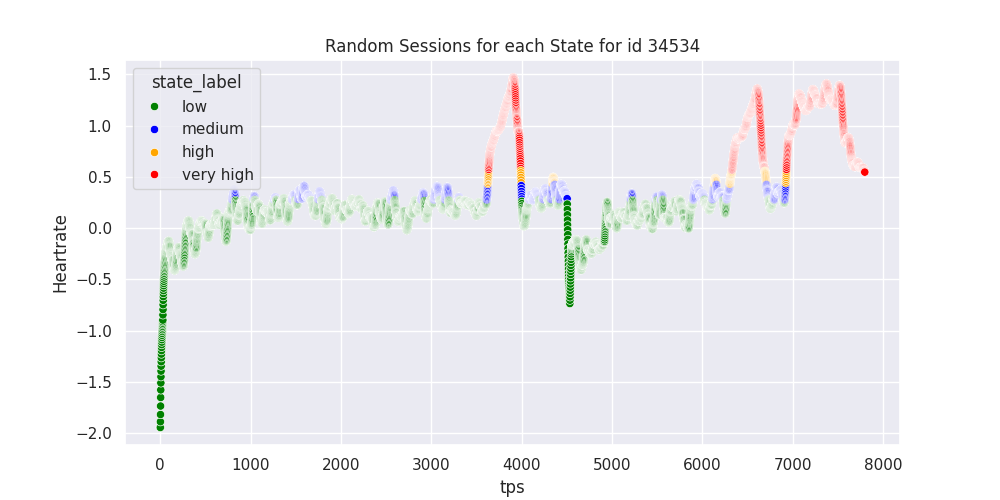 Random Sessions for each State for id 34534
state_label
low
medium
high
very high
Heartrate
1.5
1.0
0.5
0.0
−0.5
−1.0
−1.5
−2.0
0 1000 2000 3000 4000 5000 6000 7000 8000
tps